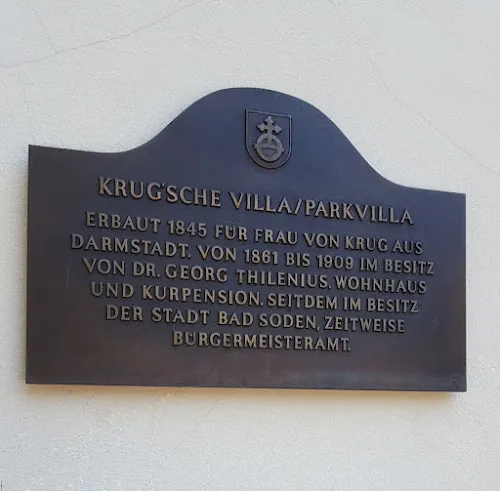 KRUG'SCHE VILLA/PARKVILLA
ERBAUT 1845 FÜR FRAU VON KRUG AUS
DARMSTADT. VON 1861 BIS 1909 IM BESITZ
VON DR. GEORG THILENIUS. WOHNHAUS
UND KURPENSION. SEITDEM IM BESITZ
DER STADT BAD SODEN, ZEITWEISE
BÜRGERMEISTERAMT.